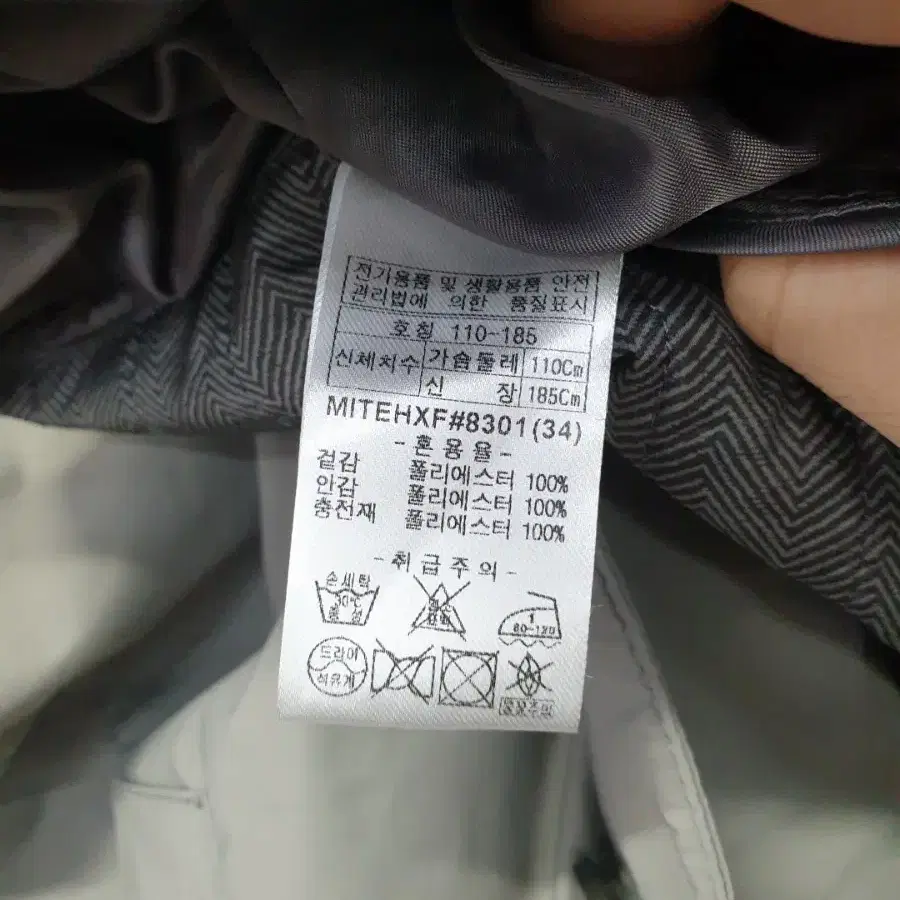 전기용품 및 생활용품 안전
관리법에 의한 품질표시
호칭 110-185
신체치수 가슴둘레 110Cm
신 장 185Cm
MITEHXF#8301(34)
-혼용율-
겉감 폴리에스터 100%
안감 폴리에스터 100%
충전재 폴리에스터 100%
-취급주의-
손세탁
30℃
중성
1
80-120
드라이
석유계